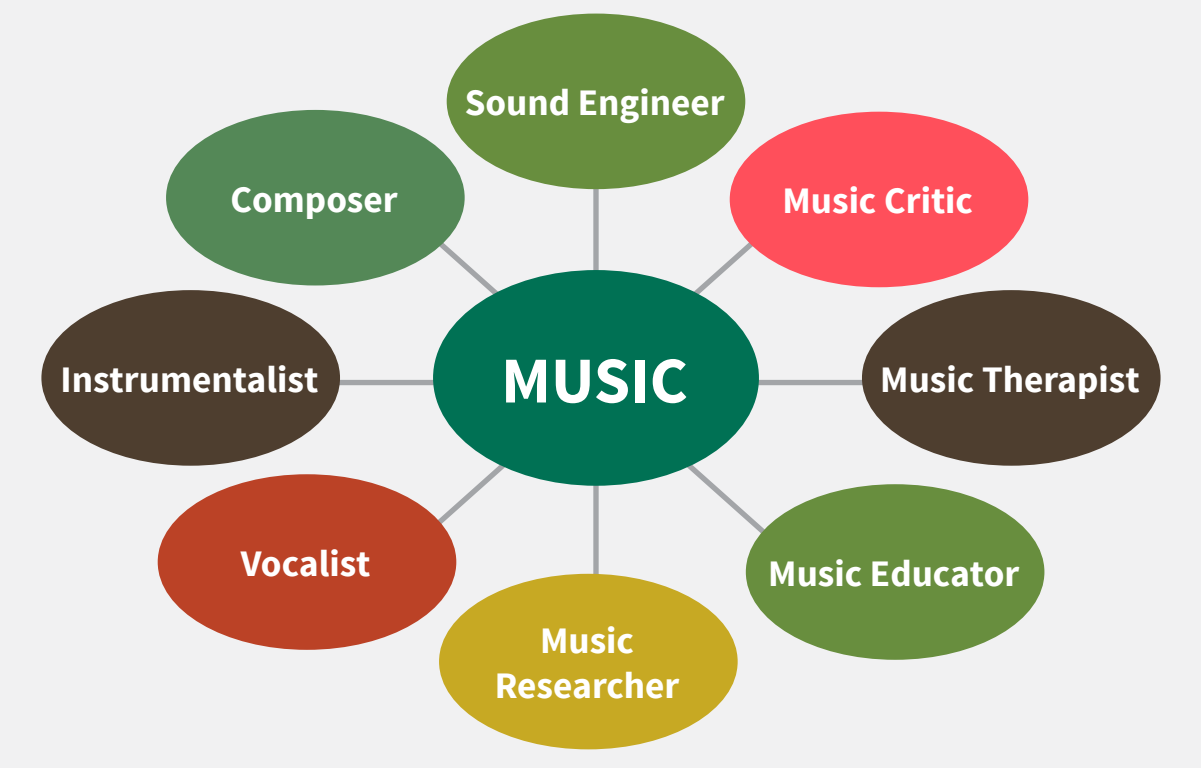 Sound Engineer
Composer
Music Critic
Instrumentalist
MUSIC
Music Therapist
Vocalist
Music Educator
Music
Researcher